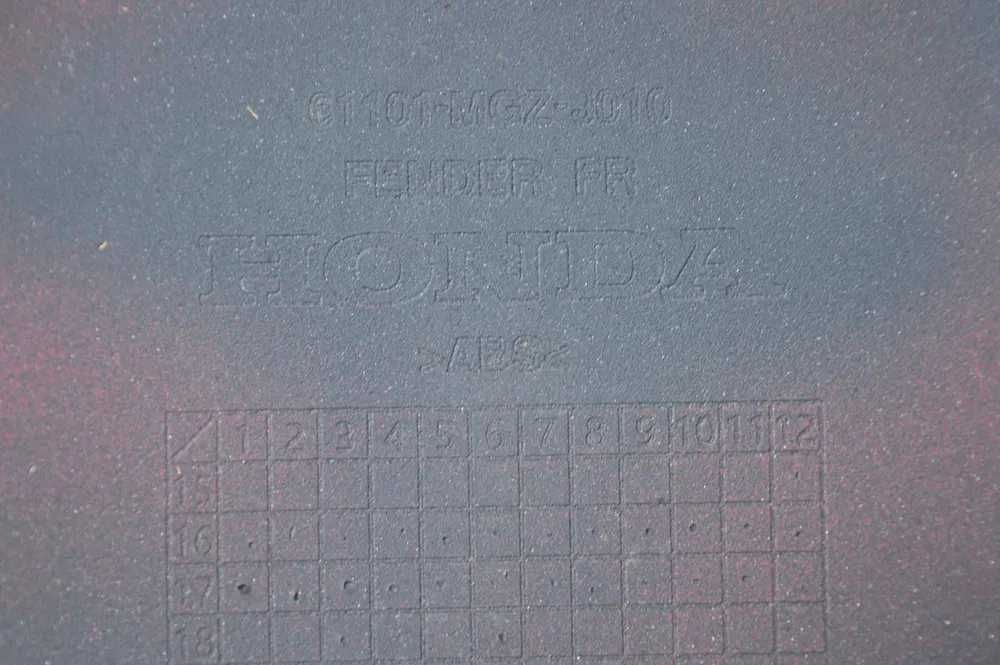 61101-MGZ-J010
FENDER FR
HONDA
>ABS<
1 2 3 4 5 6 7 8 9 10 11 12
15
16
17
18